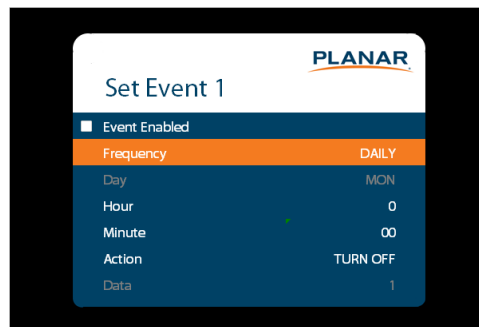 PLANAR
Set Event 1
Event Enabled
Frequency DAILY
Day MON
Hour 0
Minute 00
Action TURN OFF
Data 1